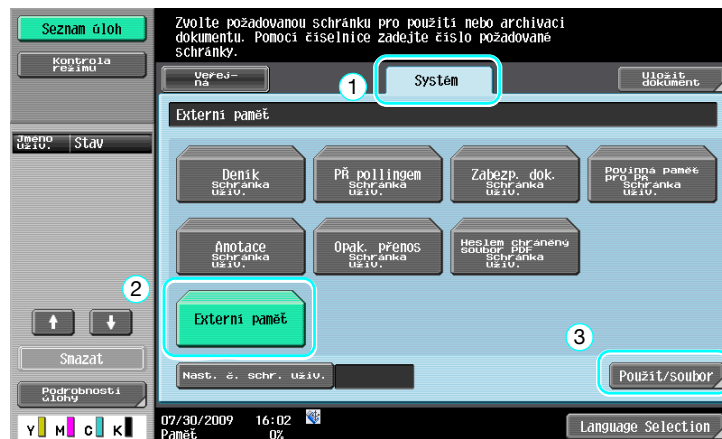 Seznam úloh
Kontrola
režimu
Jméno
uživ.
Stav
Smazat
Podrobnosti
úlohy
Y M C K
Zvolte požadovanou schránku pro použití nebo archivaci
dokumentu. Pomocí číselnice zadejte číslo požadované
schránky.
Veřej-
ná
1
Systém
Uložit
dokument
Externí paměť
Deník
Schránka
uživ.
PŘ pollingem
Schránka
uživ.
Zabezp. dok.
Schránka
uživ.
Povinná paměť
pro PŘ
Schránka
uživ.
Anotace
Schránka
uživ.
Opak. přenos
Schránka
uživ.
Heslem chráněný
soubor PDF
Schránka
uživ.
2
Externí paměť
3
Nast. č. schr. uživ.
Použít/soubor
07/30/2009 16:02
Paměť 0%
Language Selection